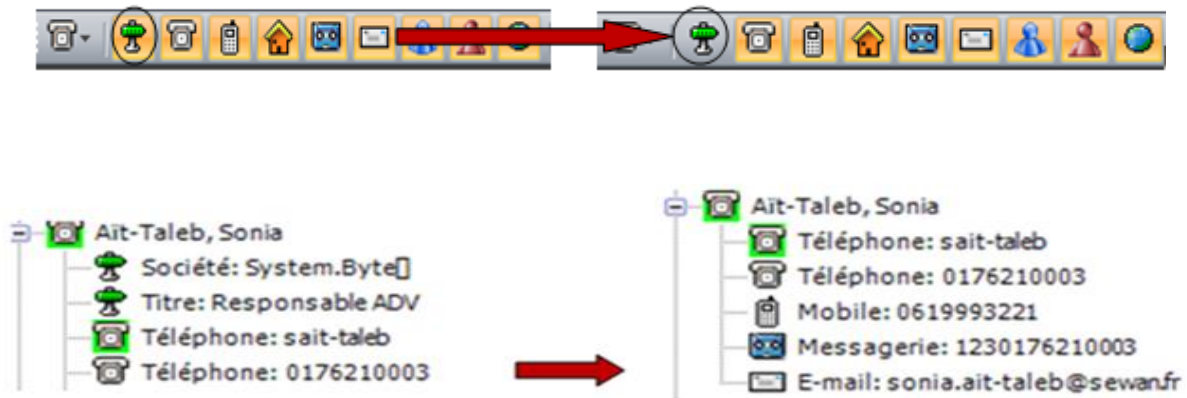 Aït-Taleb, Sonia
Société: System.Byte[]
Titre: Responsable ADV
Téléphone: sait-taleb
Téléphone: 0176210003
Aït-Taleb, Sonia
Téléphone: sait-taleb
Téléphone: 0176210003
Mobile: 0619993221
Messagerie: 1230176210003
E-mail: sonia.ait-taleb@sewan.fr